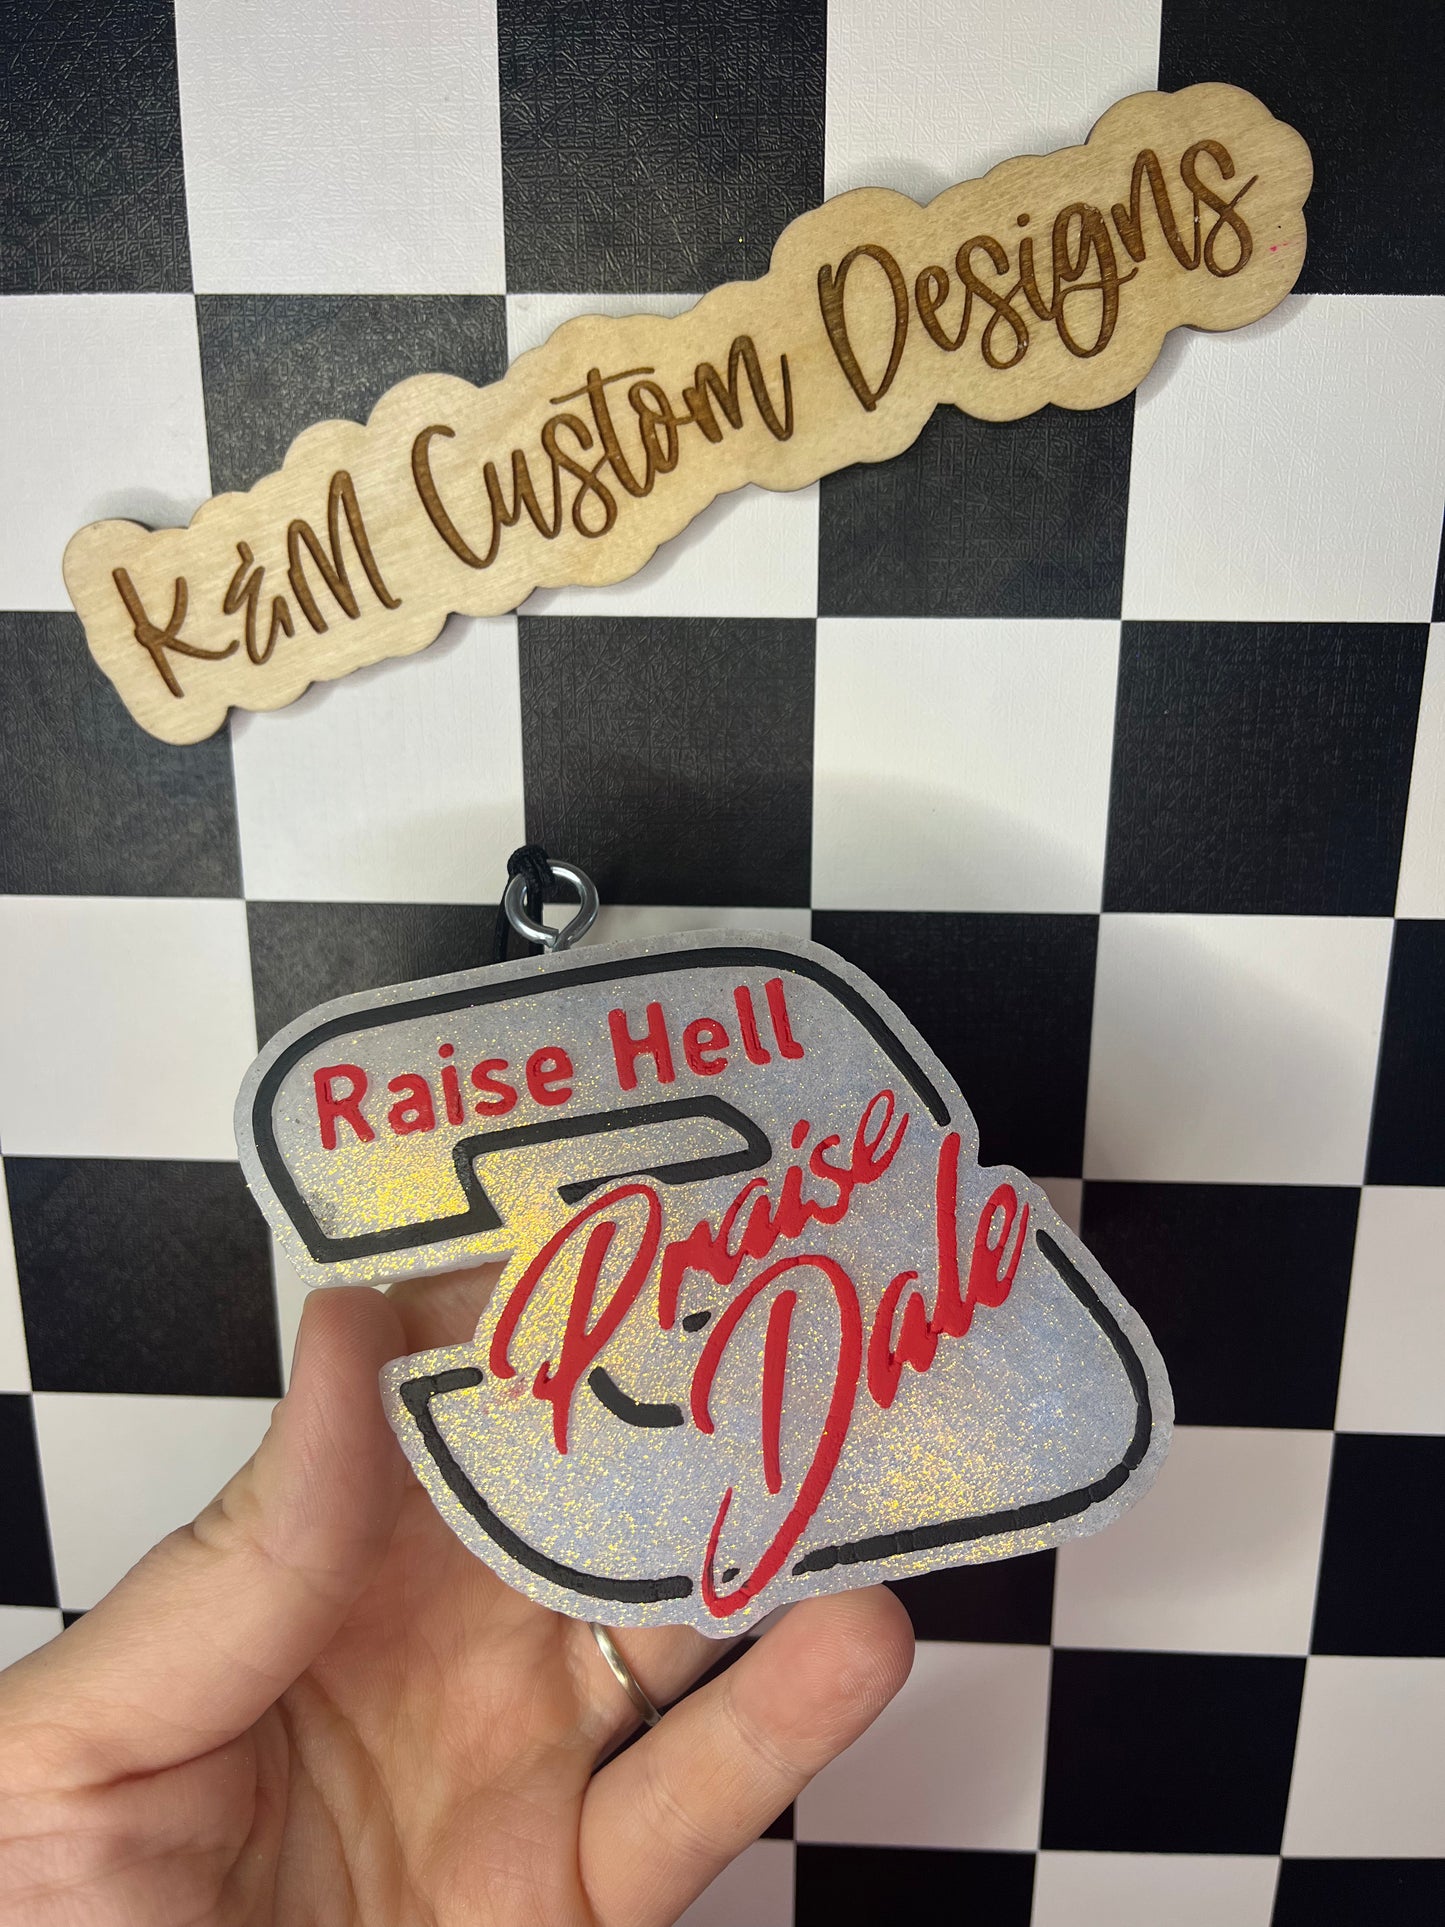 K&M Custom Designs
Raise Hell
Praise
Dale